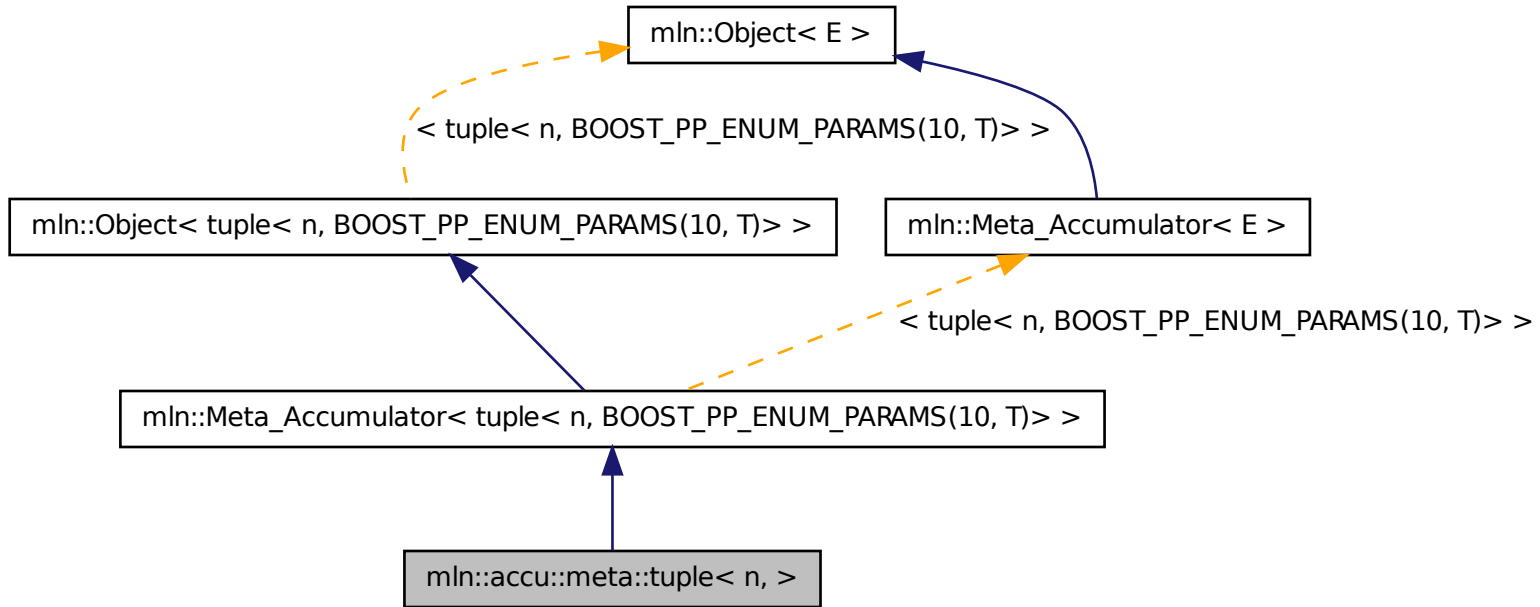 mln::Object< E >
< tuple< n, BOOST_PP_ENUM_PARAMS(10, T)> >
mln::Object< tuple< n, BOOST_PP_ENUM_PARAMS(10, T)> >
mln::Meta_Accumulator< E >
< tuple< n, BOOST_PP_ENUM_PARAMS(10, T)> >
mln::Meta_Accumulator< tuple< n, BOOST_PP_ENUM_PARAMS(10, T)> >
mln::accu::meta::tuple< n, >